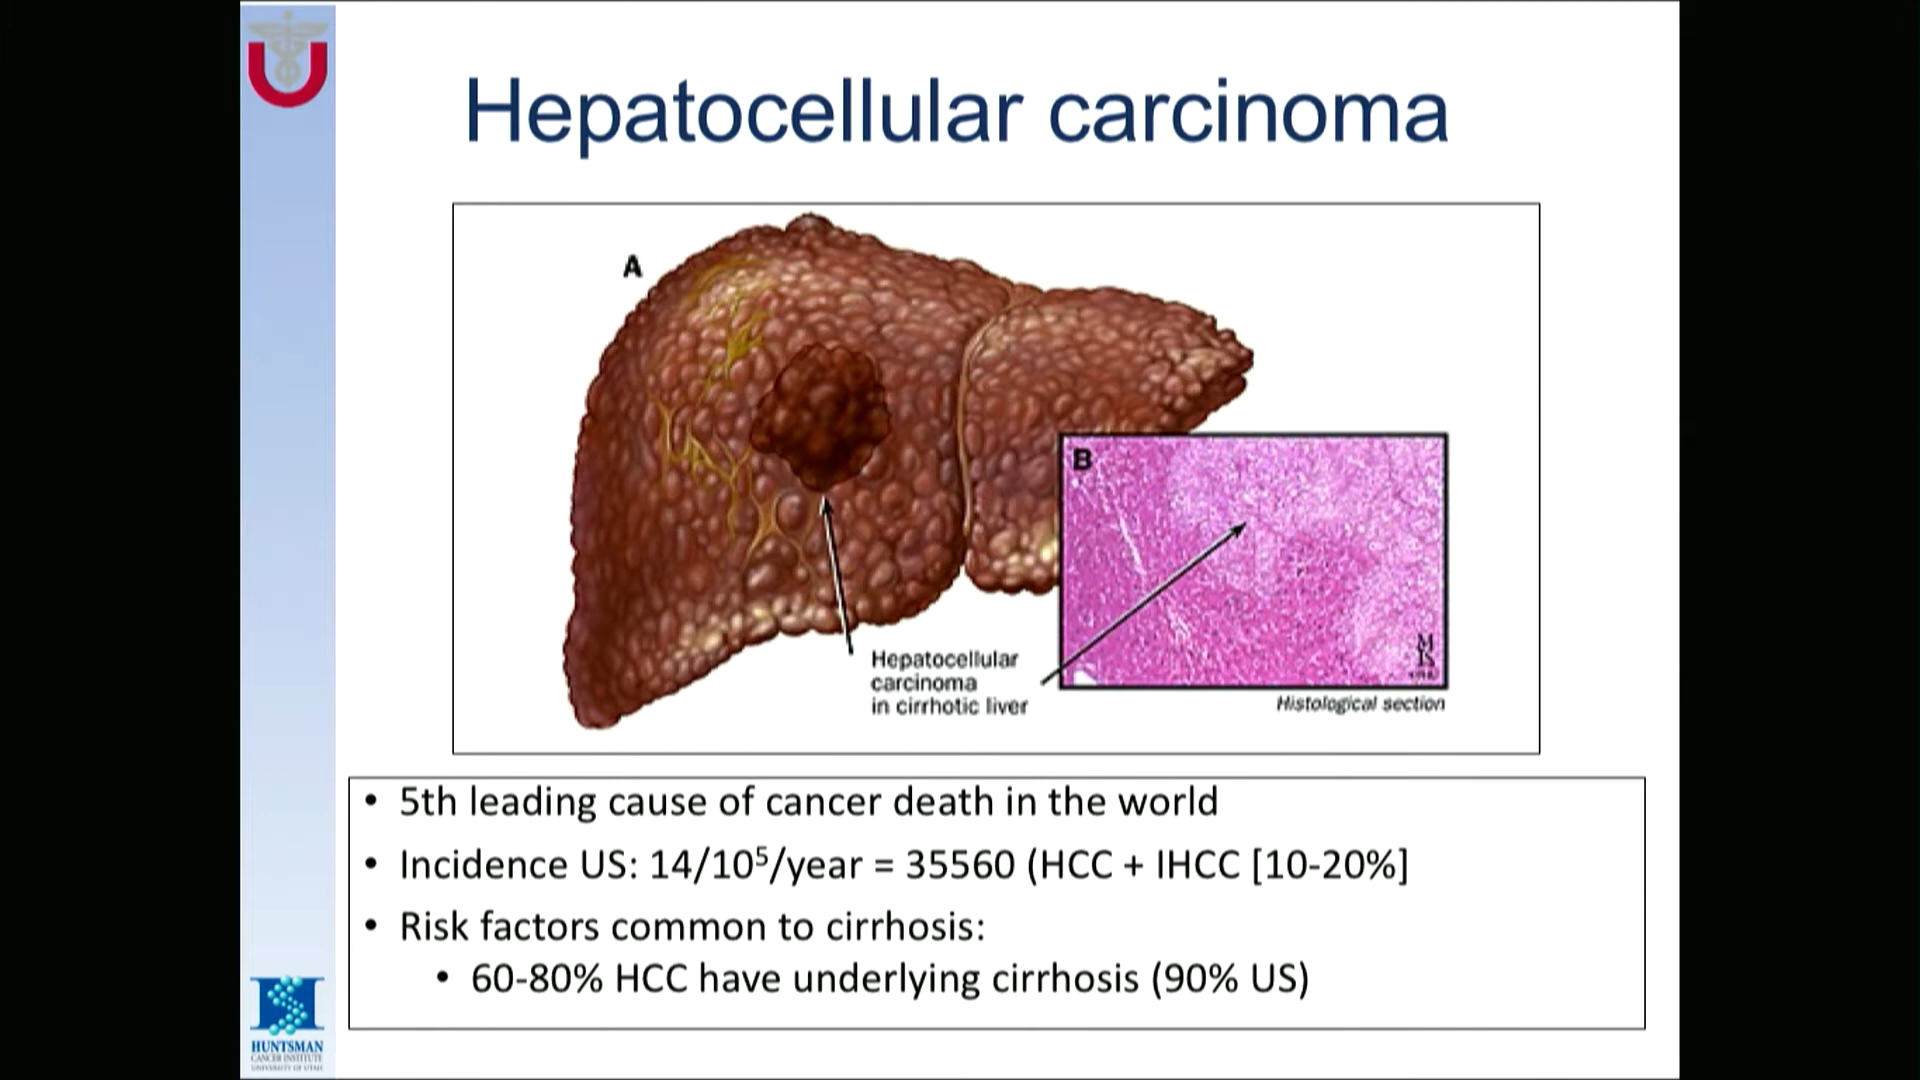 Hepatocellular carcinoma
A
B
Hepatocellular
carcinoma
in cirrhotic liver
Histological section
• 5th leading cause of cancer death in the world
• Incidence US: 14/10⁵/year = 35560 (HCC + IHCC [10-20%]
• Risk factors common to cirrhosis:
• 60-80% HCC have underlying cirrhosis (90% US)
HUNTSMAN
CANCER INSTITUTE
UNIVERSITY OF UTAH